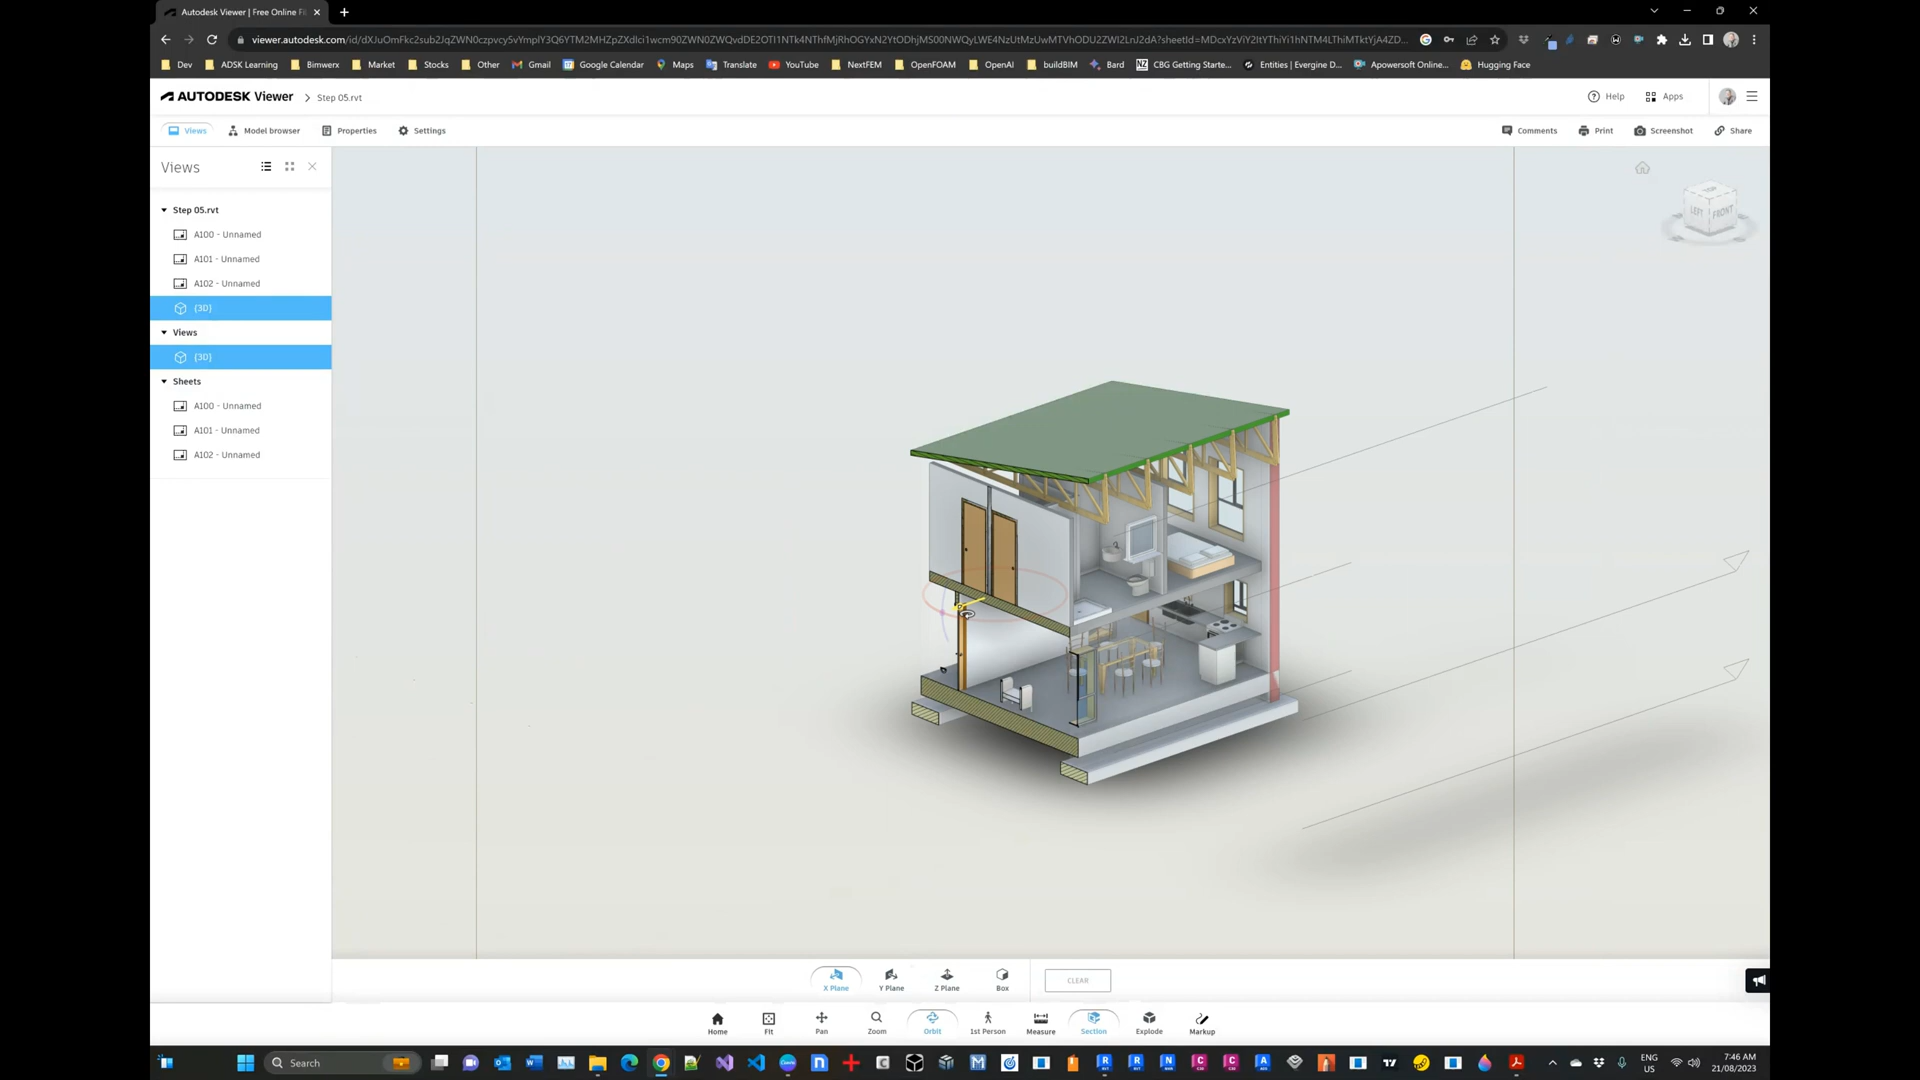 Autodesk Viewer | Free Online Fi
viewer.autodesk.com
Dev
ADSK Learning
Bimwerx
Market
Stocks
Other
Gmail
Google Calendar
Maps
Translate
YouTube
NextFEM
OpenFOAM
OpenAI
buildBIM
Bard
CBG Getting Starte...
Entities | Evergine D...
Apowersoft Online...
Hugging Face
AUTODESK Viewer
Step 05.rvt
Help
Apps
Views
Model browser
Properties
Settings
Comments
Print
Screenshot
Share
Views
Step 05.rvt
A100 - Unnamed
A101 - Unnamed
A102 - Unnamed
{3D}
Views
{3D}
Sheets
A100 - Unnamed
A101 - Unnamed
A102 - Unnamed
TOP
LEFT
FRONT
X Plane
Y Plane
Z Plane
Box
CLEAR
Home
Fit
Pan
Zoom
Orbit
1st Person
Measure
Section
Explode
Markup
Search
ENG
US
7:46 AM
21/08/2023